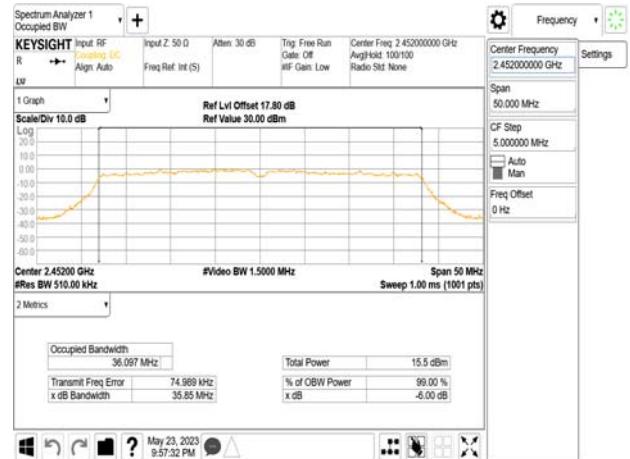 Spectrum Analyzer 1
Occupied BW
Frequency
KEYSIGHT
R
Input: RF
Coupling: DC
Align: Auto
Input Z: 50 Ω
Freq Ref: Int (S)
Atten: 30 dB
Trig: Free Run
Gate: Off
#IF Gain: Low
Center Freq: 2.452000000 GHz
Avg|Hold: 100/100
Radio Std: None
1 Graph
Scale/Div 10.0 dB
Ref Lvl Offset 17.80 dB
Ref Value 30.00 dBm
Log
20.0
10.0
0.00
-10.0
-20.0
-30.0
-40.0
-50.0
-60.0
Center 2.45200 GHz
#Res BW 510.00 kHz
#Video BW 1.5000 MHz
Span 50 MHz
Sweep 1.00 ms (1001 pts)
2 Metrics
Occupied Bandwidth
36.097 MHz
Transmit Freq Error 74.989 kHz
x dB Bandwidth 35.85 MHz
Total Power 15.5 dBm
% of OBW Power 99.00 %
x dB -6.00 dB
May 23, 2023
9:57:32 PM
Center Frequency
2.452000000 GHz
Settings
Span
50.000 MHz
CF Step
5.000000 MHz
Auto
Man
Freq Offset
0 Hz